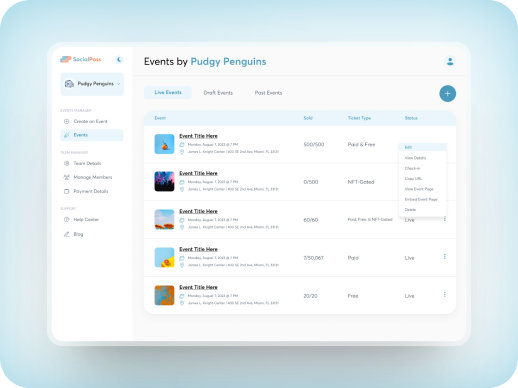 SocialPass
Pudgy Penguins
EVENTS MANAGER
Create an Event
Events
TEAM MANAGER
Team Details
Manage Members
Payment Details
SUPPORT
Help Center
Blog
Events by Pudgy Penguins
Live Events Draft Events Past Events
+
Event Sold Ticket Type Status
Event Title Here
Monday, August 7, 2023 @ 1 PM
James L. Knight Center | 400 SE 2nd Ave, Miami, FL 33131
500/500 Paid & Free
Event Title Here
Monday, August 7, 2023 @ 1 PM
James L. Knight Center | 400 SE 2nd Ave, Miami, FL 33131
0/500 NFT-Gated
Edit
View Details
Check-in
Copy URL
View Event Page
Embed Event Page
Delete
Event Title Here
Monday, August 7, 2023 @ 1 PM
James L. Knight Center | 400 SE 2nd Ave, Miami, FL 33131
60/60 Paid, Free & NFT-Gated Live
Event Title Here
Monday, August 7, 2023 @ 1 PM
James L. Knight Center | 400 SE 2nd Ave, Miami, FL 33131
7/50,067 Paid Live
Event Title Here
Monday, August 7, 2023 @ 1 PM
James L. Knight Center | 400 SE 2nd Ave, Miami, FL 33131
20/20 Free Live